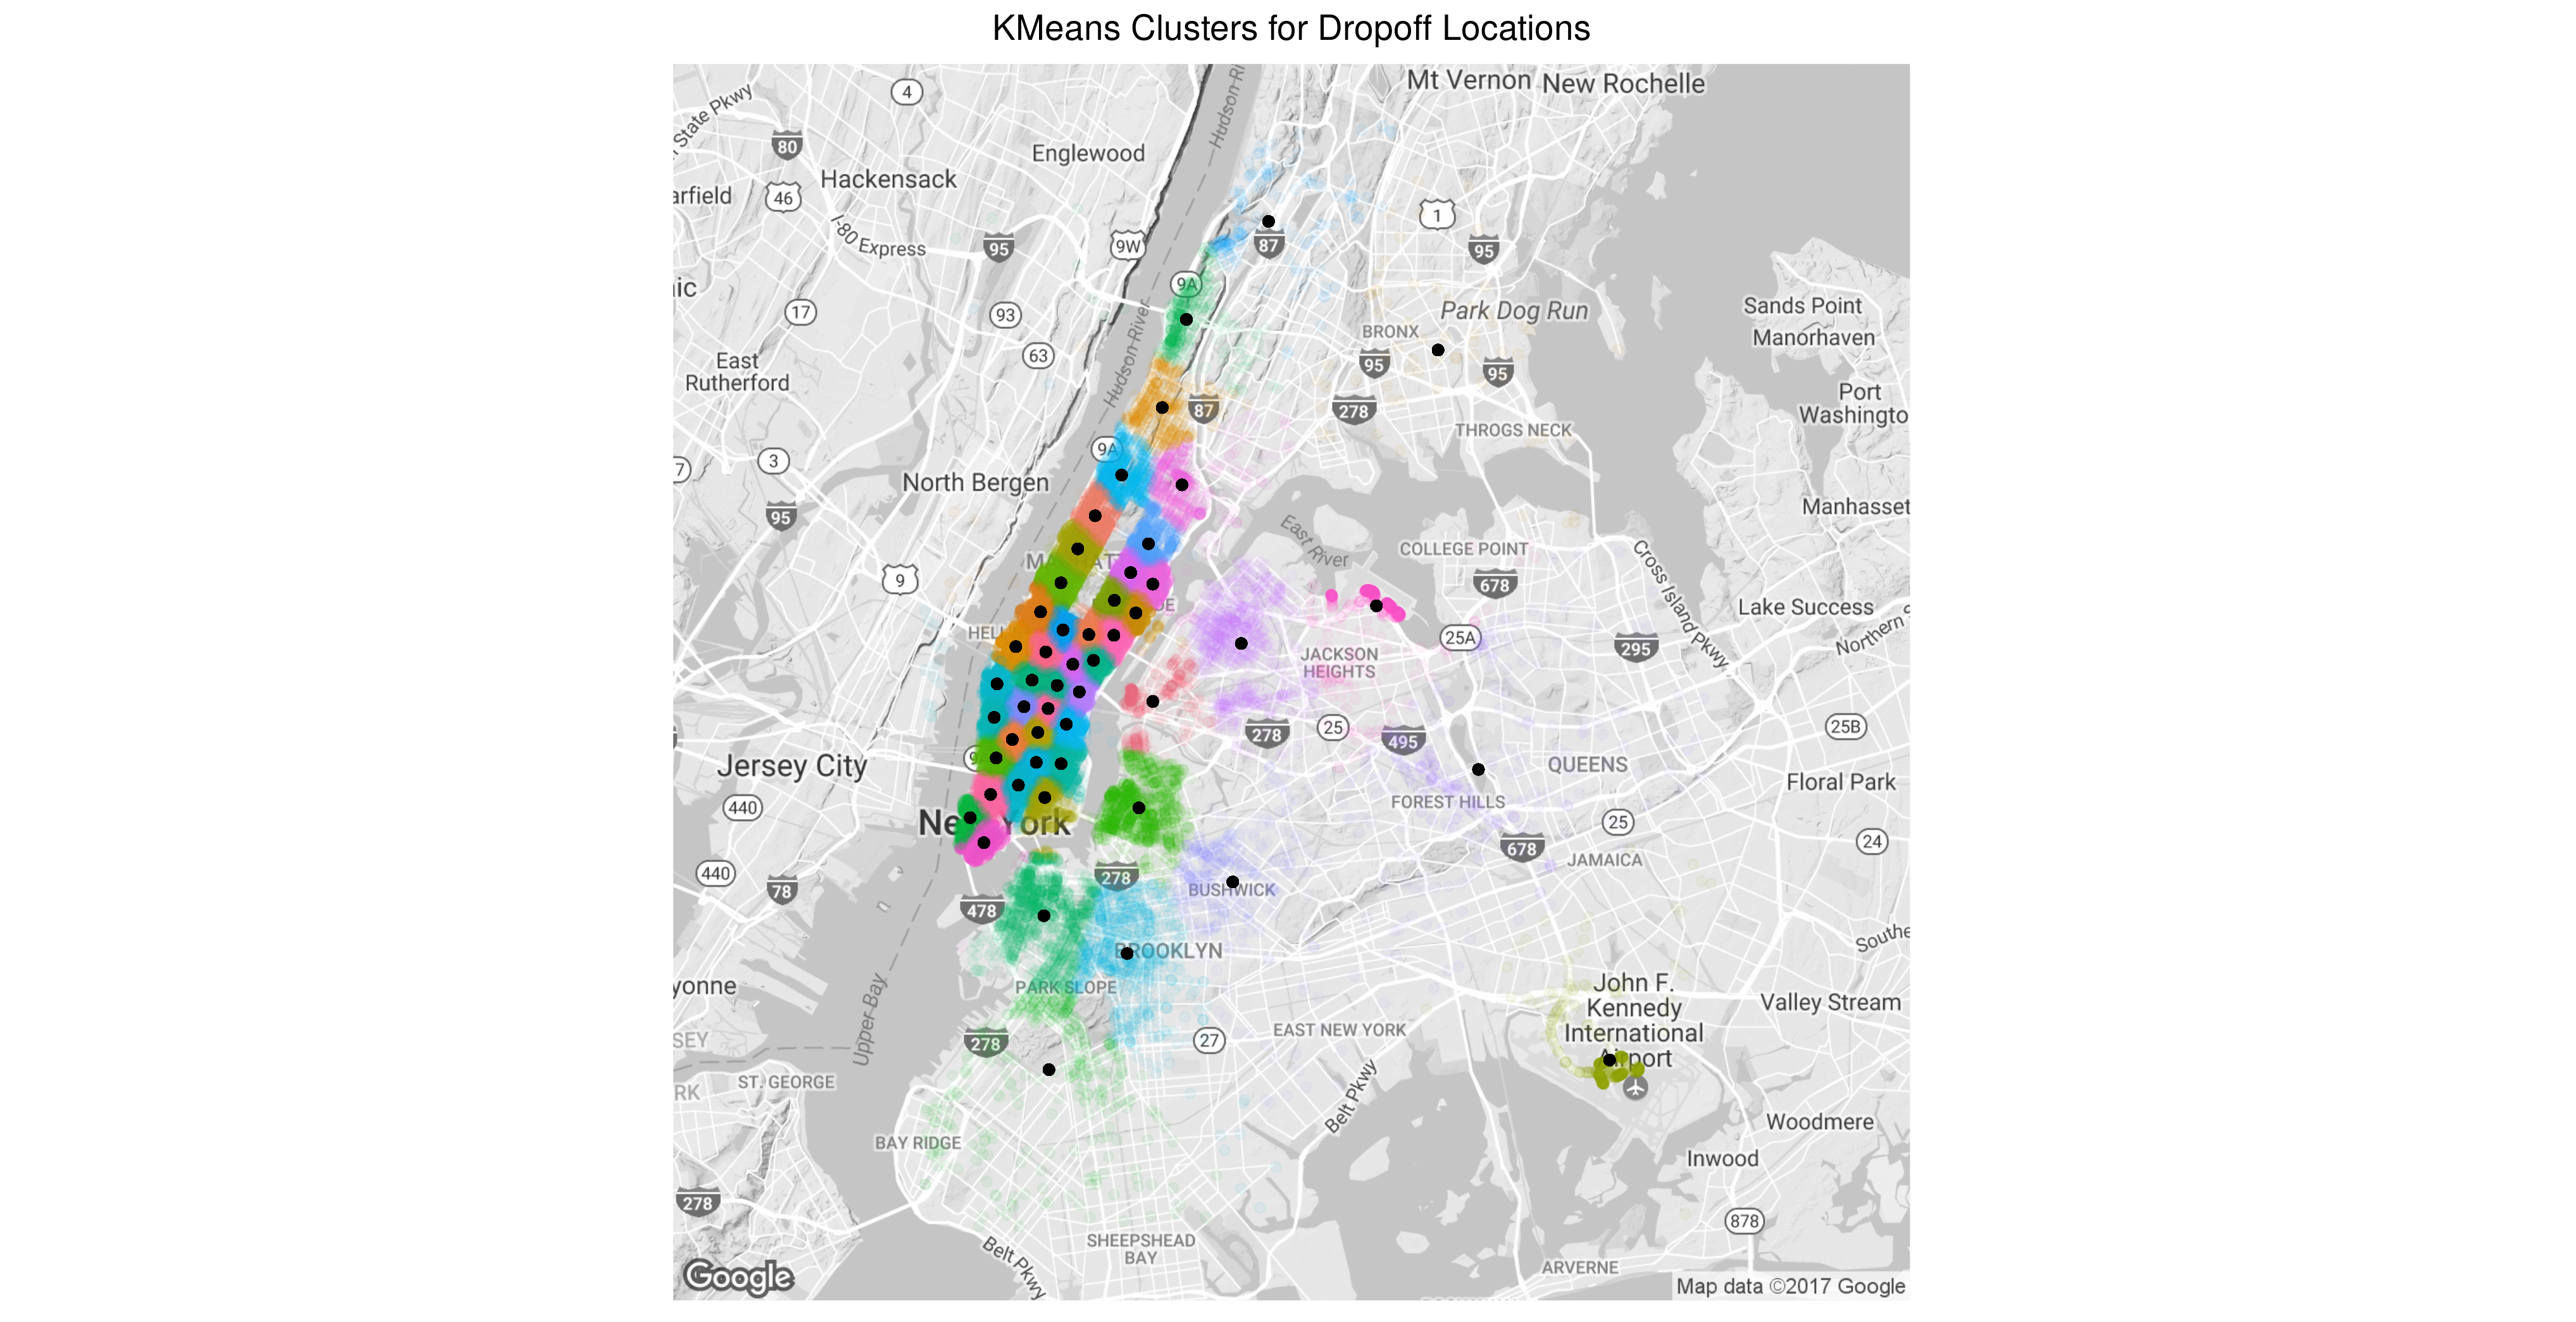 KMeans Clusters for Dropoff Locations
Mt Vernon
New Rochelle
State Pkwy
4
Hudson Ri
80
Englewood
Hackensack
arfield
46
1
I-80 Express
95
9W
87
95
9A
ic
17
93
Hudson River
BRONX
Park Dog Run
Sands Point
Manorhaven
63
East
Rutherford
95
95
87
278
Port
Washingto
THROGS NECK
9A
7
3
North Bergen
95
Manhasset
East River
COLLEGE POINT
Cross Island Pkwy
9
678
Lake Success
HEL
25A
295
Northern
JACKSON
HEIGHTS
278
25
495
25B
9
Jersey City
QUEENS
Floral Park
440
FOREST HILLS
New York
25
24
678
JAMAICA
440
78
278
BUSHWICK
478
BROOKLYN
Southe
yonne
PARK SLOPE
John F.
Kennedy
International
Airport
Valley Stream
Upper Bay
278
27
EAST NEW YORK
SEY
ST. GEORGE
RK
Belt Pkwy
BAY RIDGE
Woodmere
Inwood
278
878
SHEEPSHEAD
BAY
Belt Pkwy
ARVERNE
Google
Map data ©2017 Google